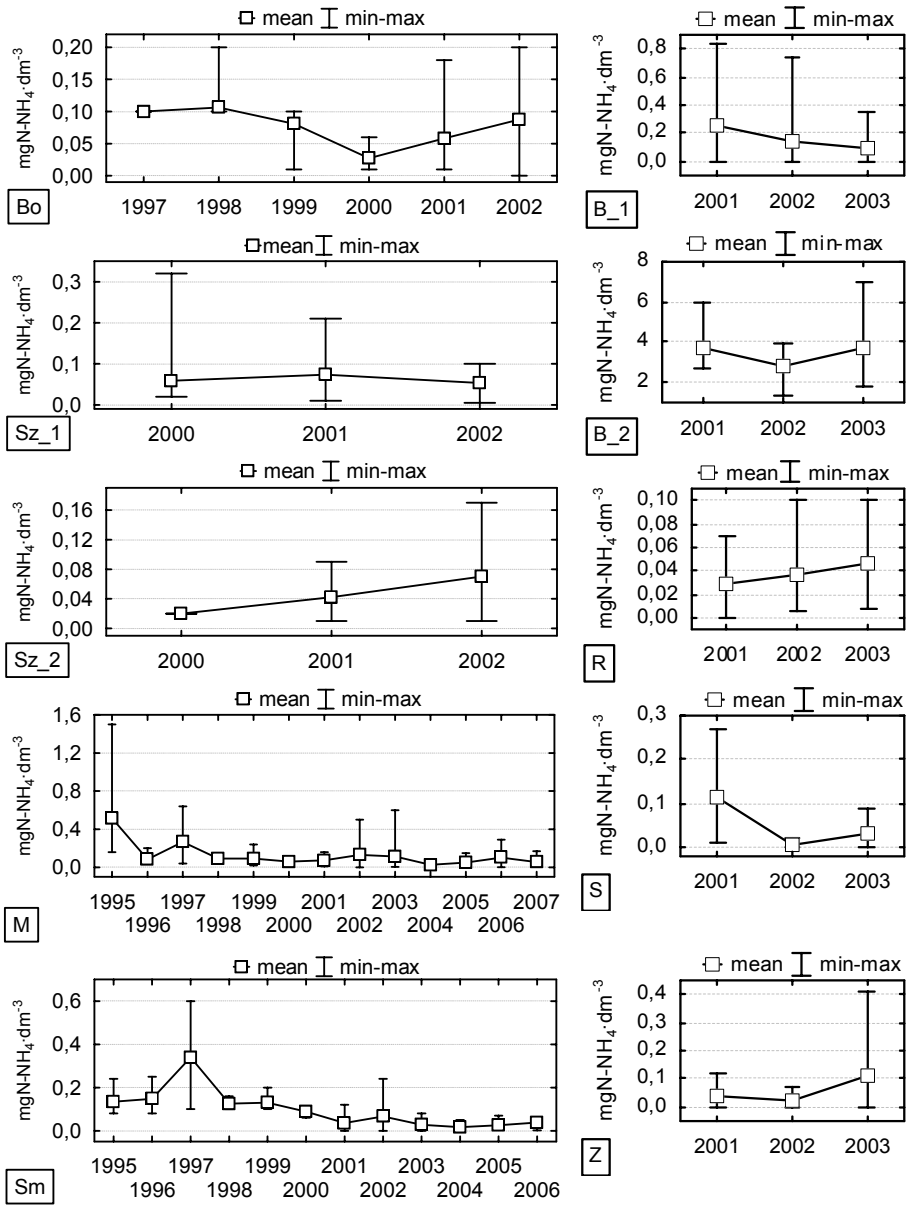 mean min-max
mgN-NH₄·dm⁻³
0,20
0,15
0,10
0,05
0,00
1997 1998 1999 2000 2001 2002
Bo
mean min-max
mgN-NH₄·dm⁻³
0,8
0,6
0,4
0,2
0,0
2001 2002 2003
B_1
mean min-max
mgN-NH₄·dm⁻³
0,3
0,2
0,1
0,0
2000 2001 2002
Sz_1
mean min-max
mgN-NH₄·dm⁻³
8
6
4
2
2001 2002 2003
B_2
mean min-max
mgN-NH₄·dm⁻³
0,16
0,12
0,08
0,04
0,00
2000 2001 2002
Sz_2
mean min-max
mgN-NH₄·dm⁻³
0,10
0,08
0,06
0,04
0,02
0,00
2001 2002 2003
R
mean min-max
mgN-NH₄·dm⁻³
1,6
1,2
0,8
0,4
0,0
1995 1997 1999 2001 2003 2005 2007
1996 1998 2000 2002 2004 2006
M
mean min-max
mgN-NH₄·dm⁻³
0,3
0,2
0,1
0,0
2001 2002 2003
S
mean min-max
mgN-NH₄·dm⁻³
0,6
0,4
0,2
0,0
1995 1997 1999 2001 2003 2005
1996 1998 2000 2002 2004 2006
Sm
mean min-max
mgN-NH₄·dm⁻³
0,4
0,3
0,2
0,1
0,0
2001 2002 2003
Z